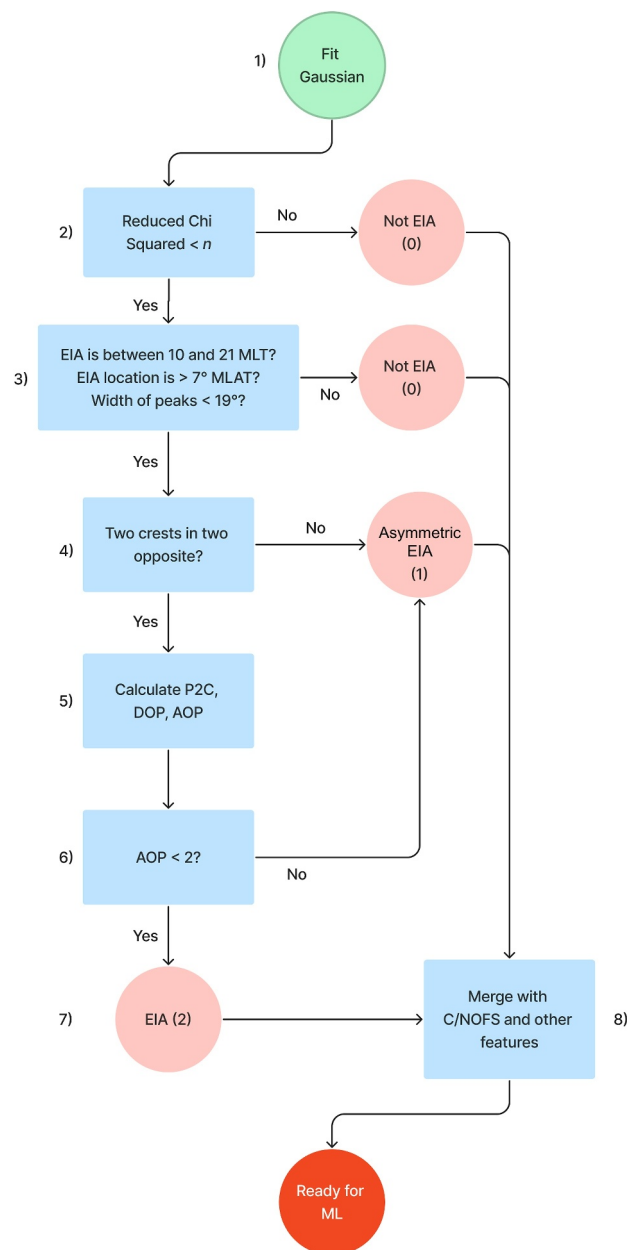 1)
Fit
Gaussian
2)
Reduced Chi
Squared < n
No
Not EIA
(0)
Yes
3)
EIA is between 10 and 21 MLT?
EIA location is > 7° MLAT?
Width of peaks < 19°?
No
Not EIA
(0)
Yes
4)
Two crests in two
opposite?
No
Asymmetric
EIA
(1)
Yes
5)
Calculate P2C,
DOP, AOP
6)
AOP < 2?
No
Yes
7)
EIA (2)
Merge with
C/NOFS and other
features
8)
Ready for
ML